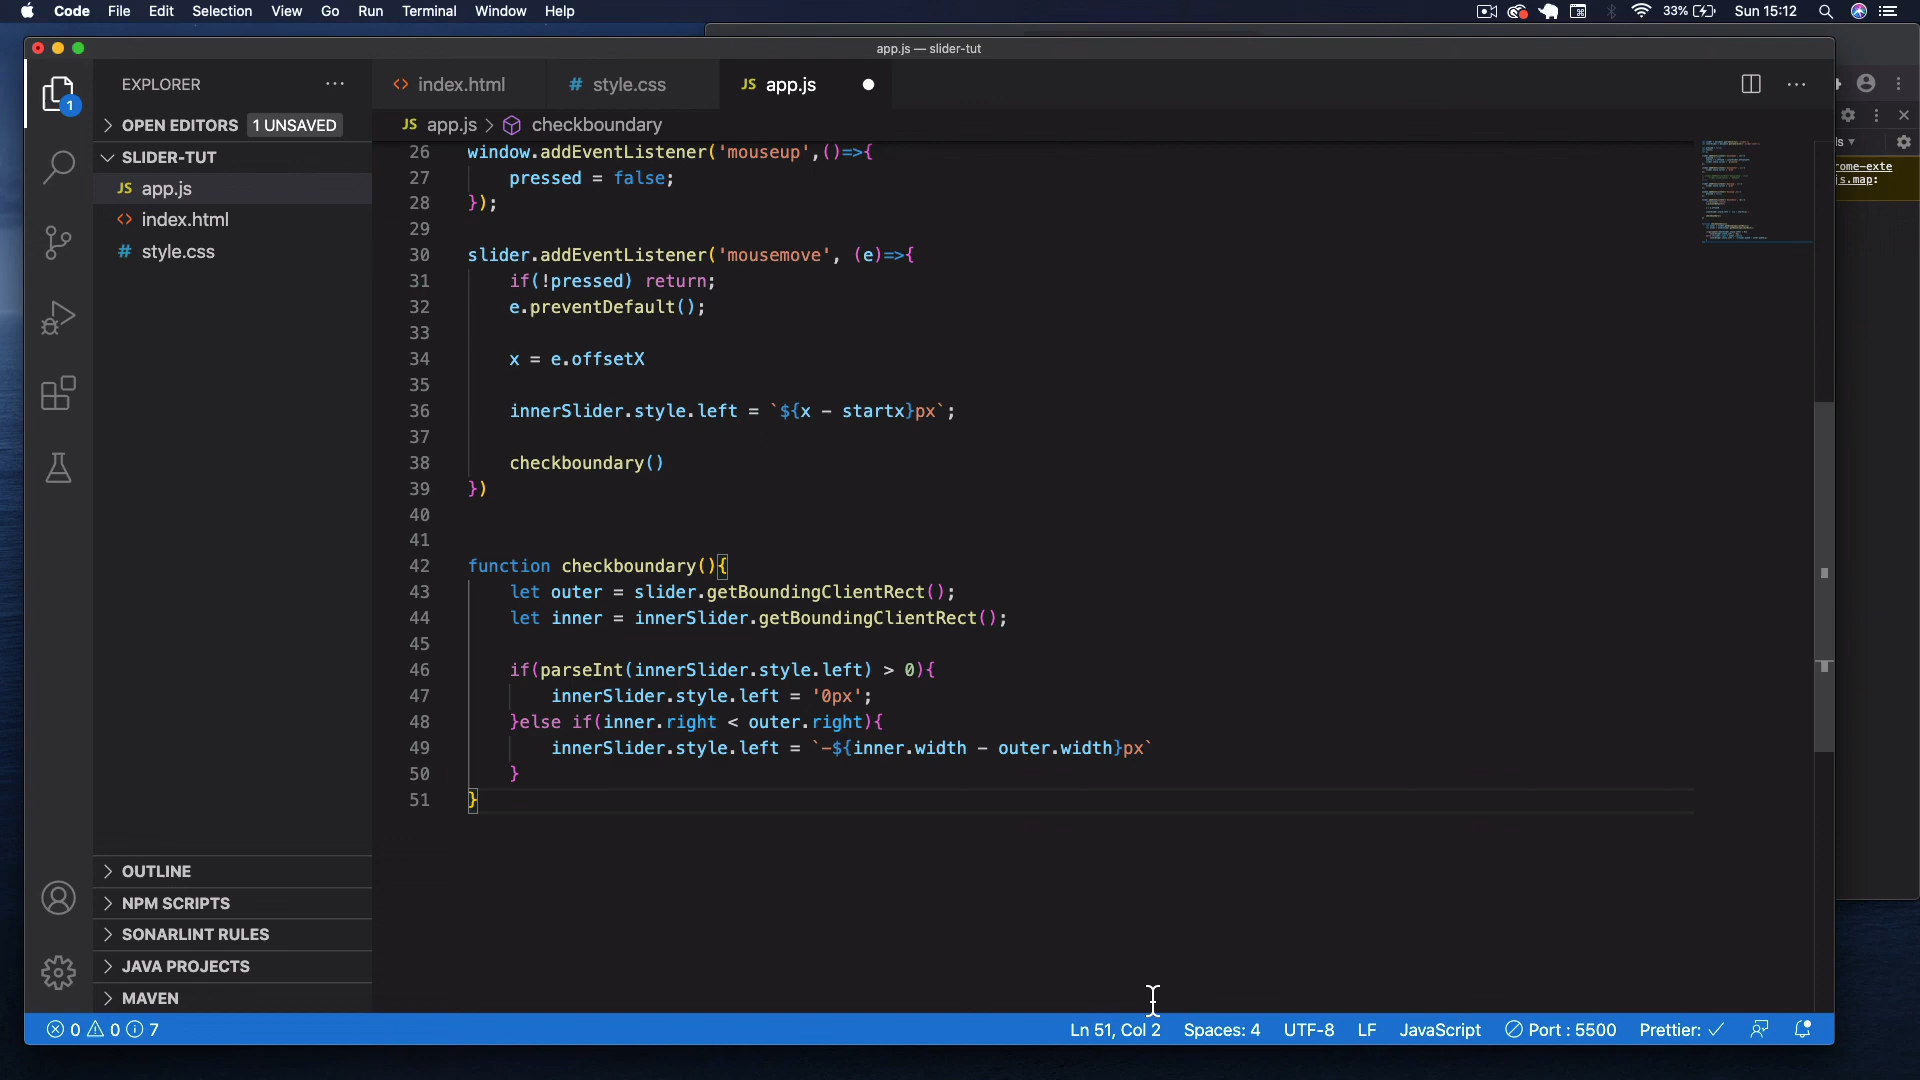 Code File Edit Selection View Go Run Terminal Window Help 33% Sun 15:12
app.js — slider-tut
EXPLORER ···
index.html # style.css JS app.js ● ···
OPEN EDITORS 1 UNSAVED
JS app.js > checkboundary
SLIDER-TUT
JS app.js
index.html
# style.css
26 window.addEventListener('mouseup',()=>{
27 pressed = false;
28 });
29
30 slider.addEventListener('mousemove', (e)=>{
31 if(!pressed) return;
32 e.preventDefault();
33
34 x = e.offsetX
35
36 innerSlider.style.left = `${x - startx}px`;
37
38 checkboundary()
39 })
40
41
42 function checkboundary(){
43 let outer = slider.getBoundingClientRect();
44 let inner = innerSlider.getBoundingClientRect();
45
46 if(parseInt(innerSlider.style.left) > 0){
47 innerSlider.style.left = '0px';
48 }else if(inner.right < outer.right){
49 innerSlider.style.left = `-${inner.width - outer.width}px`
50 }
51 }
1
ome-exte
s.map:
OUTLINE
NPM SCRIPTS
SONARLINT RULES
JAVA PROJECTS
MAVEN
0 0 7 Ln 51, Col 2 Spaces: 4 UTF-8 LF JavaScript Port : 5500 Prettier: ✓